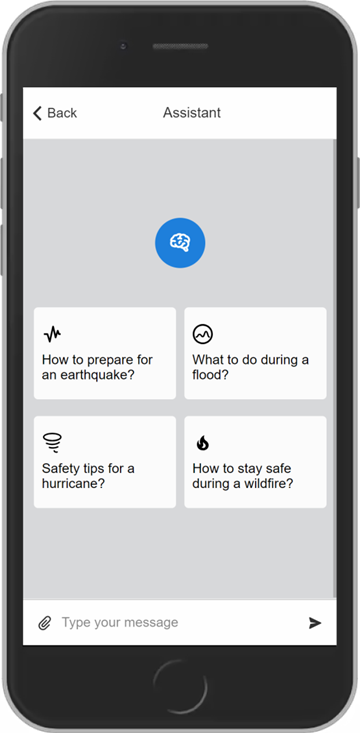 Back
Assistant
How to prepare for
an earthquake?
What to do during a
flood?
Safety tips for a
hurricane?
How to stay safe
during a wildfire?
Type your message